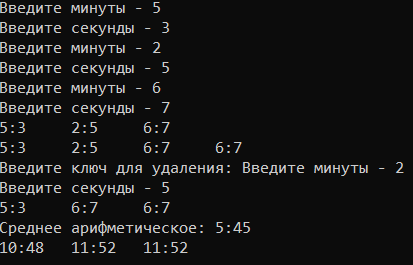 Введите минуты - 5
Введите секунды - 3
Введите минуты - 2
Введите секунды - 5
Введите минуты - 6
Введите секунды - 7
5:3 2:5 6:7
5:3 2:5 6:7 6:7
Введите ключ для удаления: Введите минуты - 2
Введите секунды - 5
5:3 6:7 6:7
Среднее арифметическое: 5:45
10:48 11:52 11:52